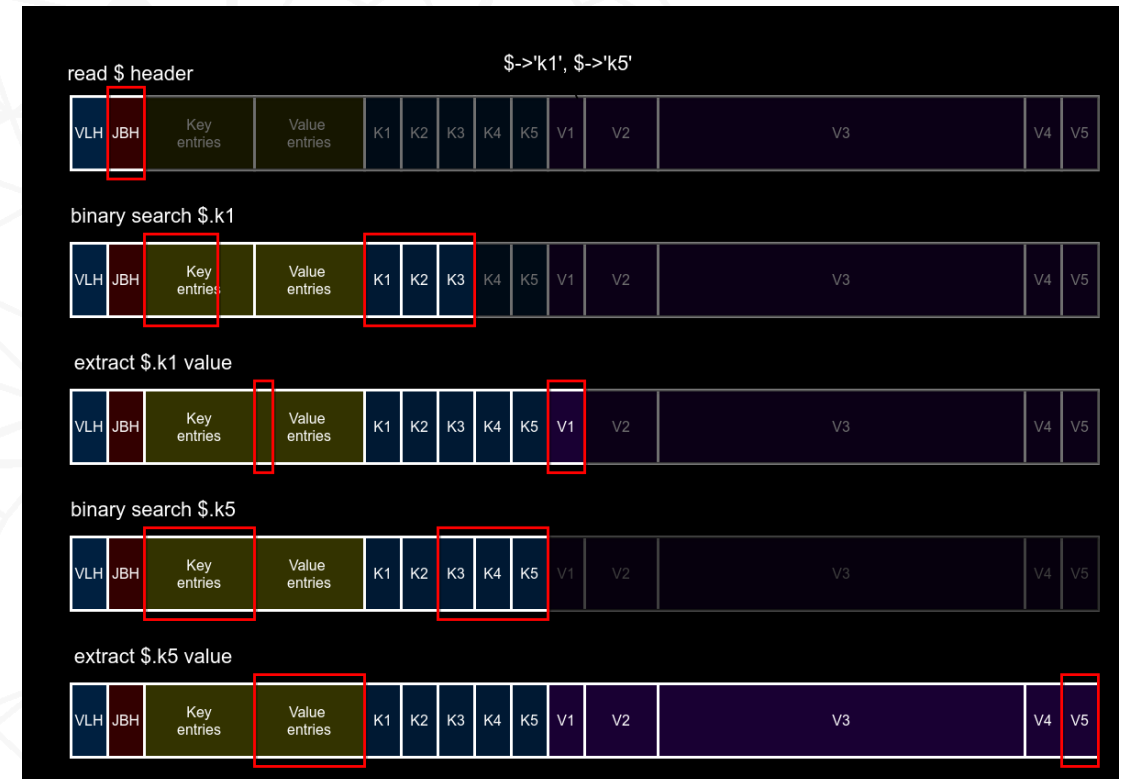 $->'k1', $->'k5'
read $ header
VLH JBH Key entries Value entries K1 K2 K3 K4 K5 V1 V2 V3 V4 V5
binary search $.k1
VLH JBH Key entries Value entries K1 K2 K3 K4 K5 V1 V2 V3 V4 V5
extract $.k1 value
VLH JBH Key entries Value entries K1 K2 K3 K4 K5 V1 V2 V3 V4 V5
binary search $.k5
VLH JBH Key entries Value entries K1 K2 K3 K4 K5 V1 V2 V3 V4 V5
extract $.k5 value
VLH JBH Key entries Value entries K1 K2 K3 K4 K5 V1 V2 V3 V4 V5